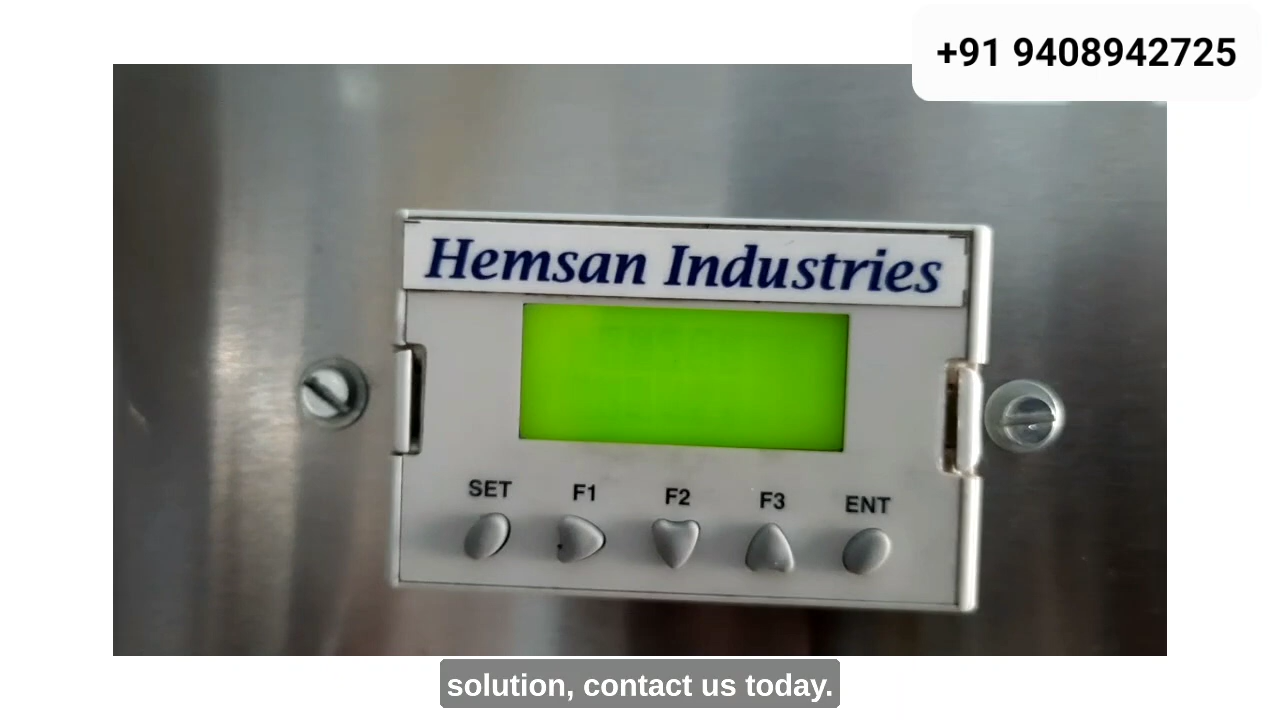 +91 9408942725
Hemsan Industries
SET F1 F2 F3 ENT
solution, contact us today.